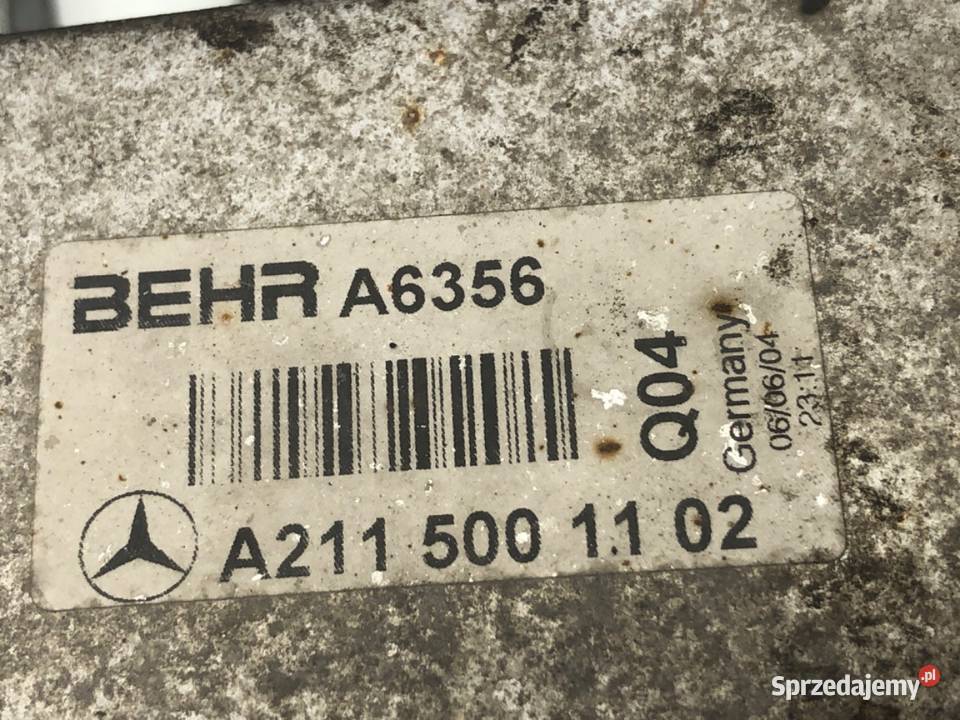 BEHR A6356
Q04
Germany
06/06/04
23:11
A211 500 11 02
Sprzedajemy.pl